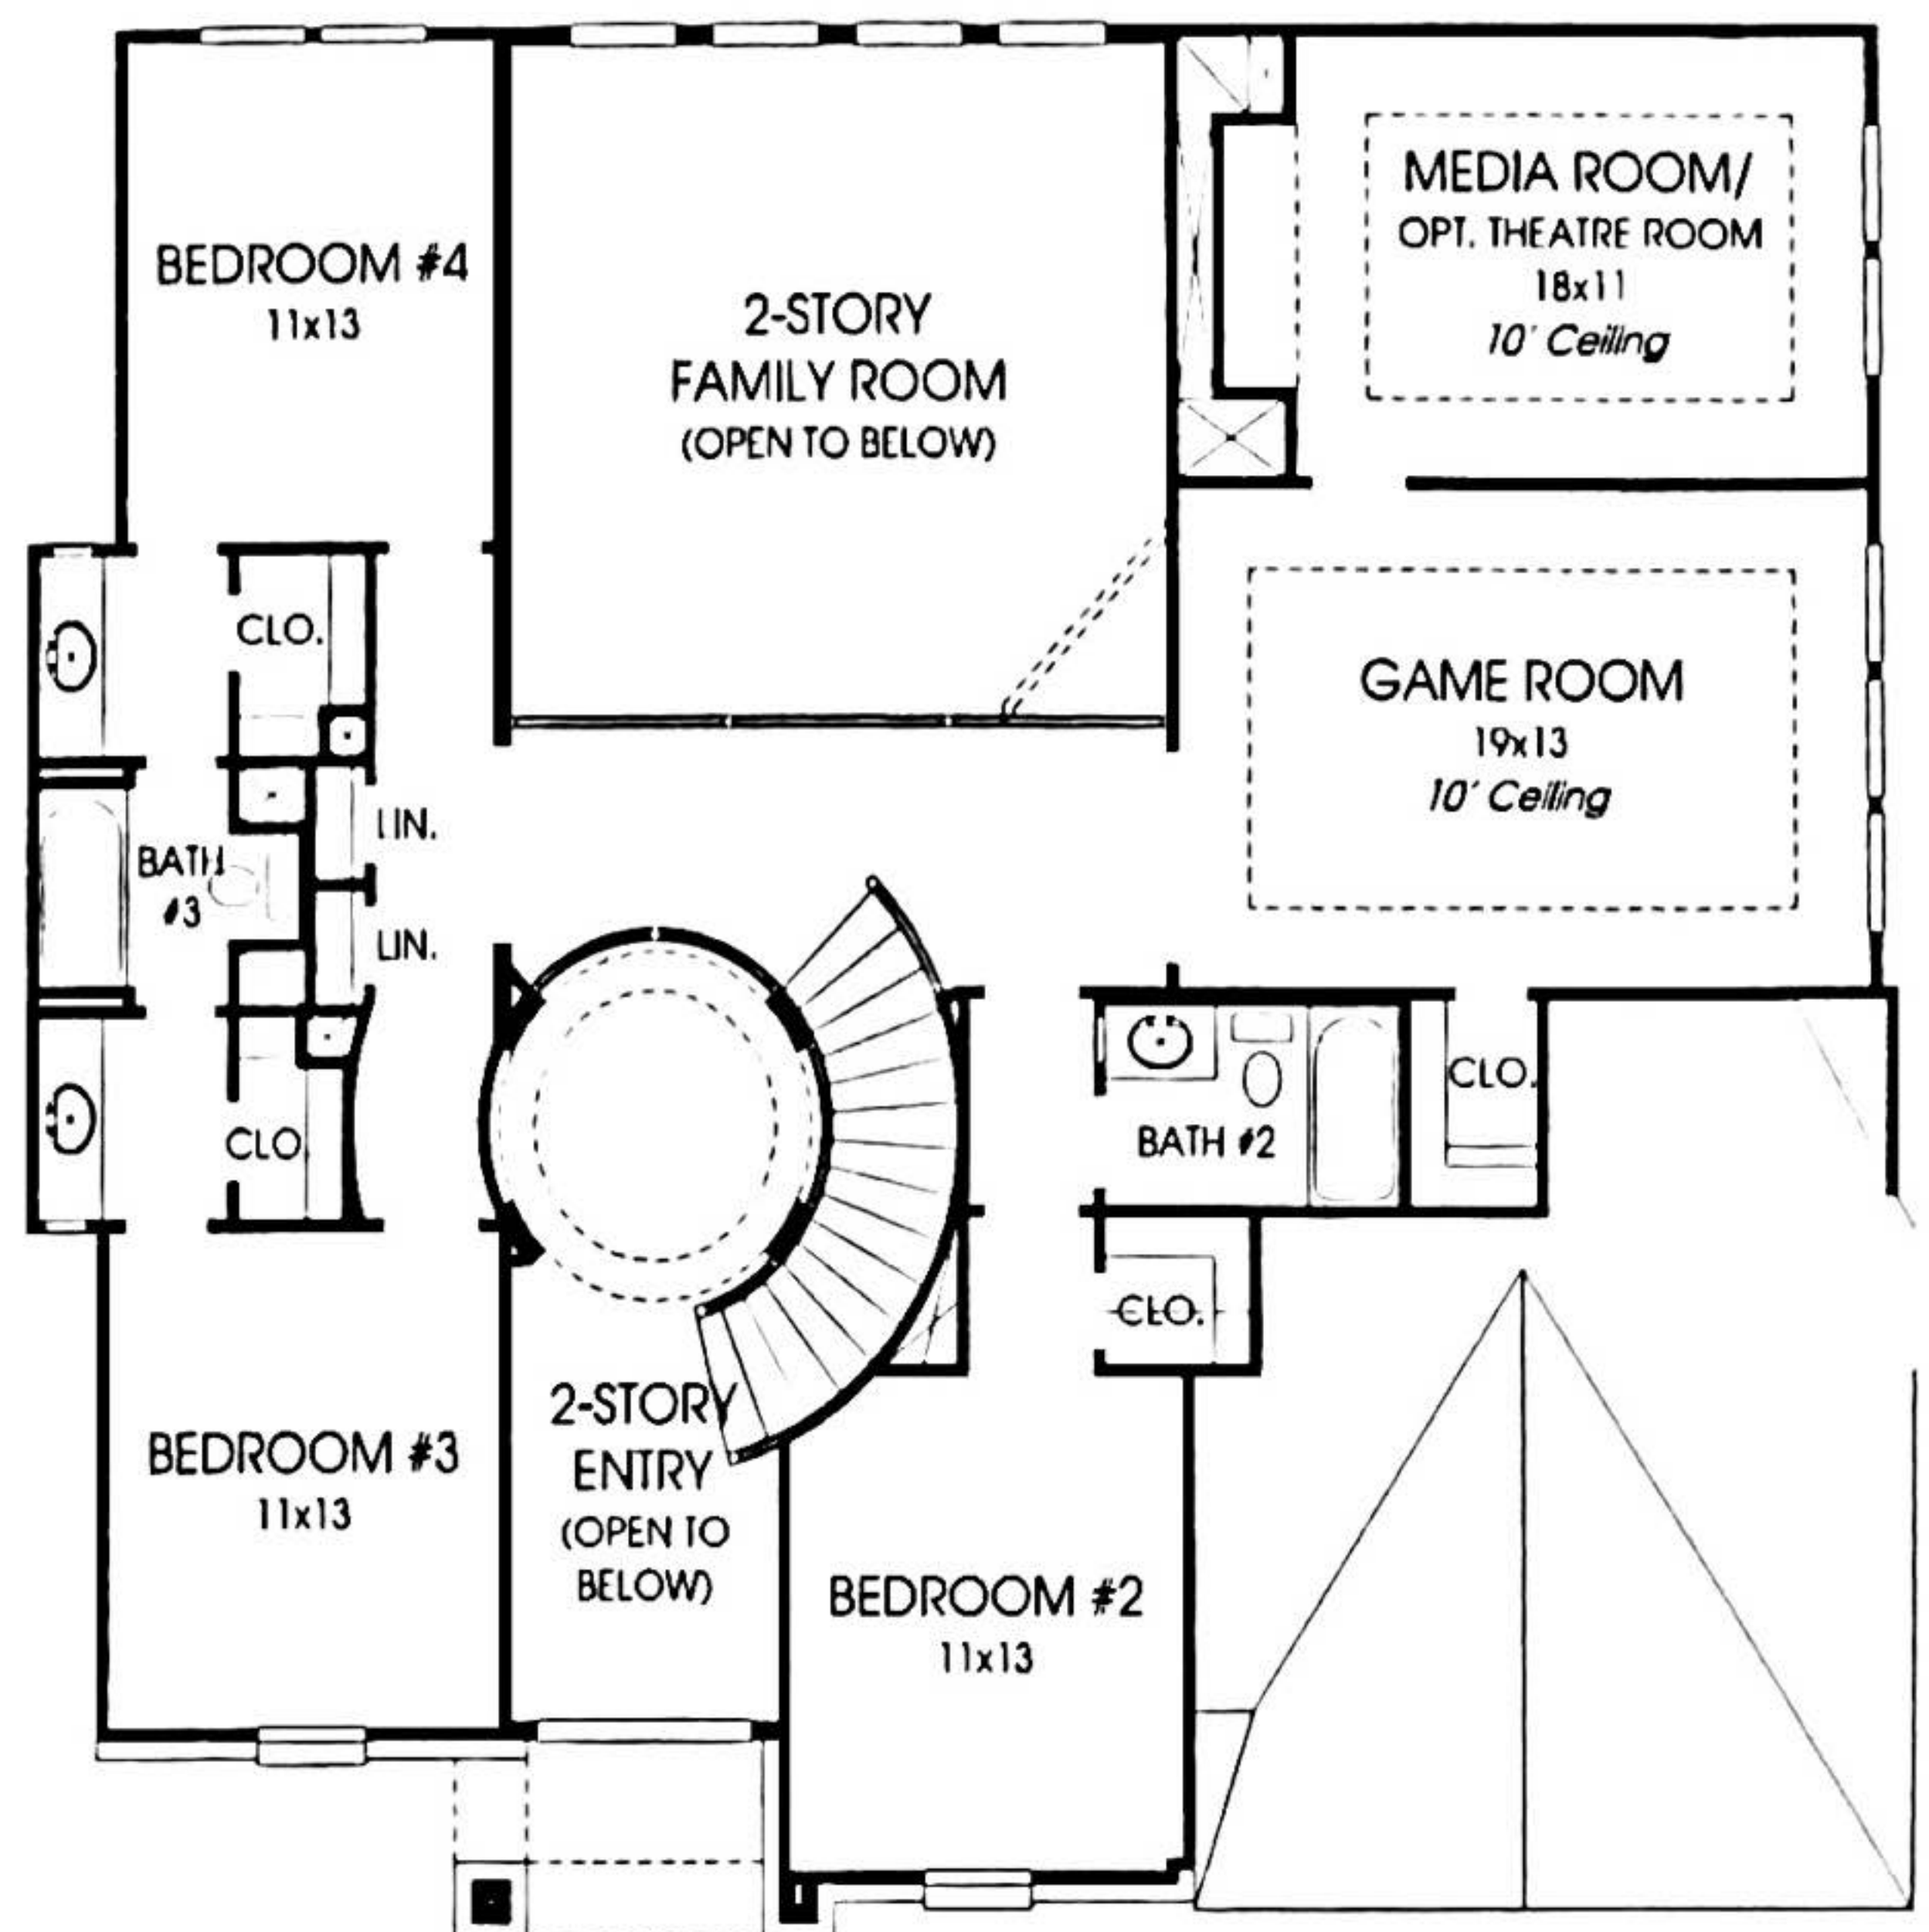 MEDIA ROOM/
OPT. THEATRE ROOM
18x11
10' Ceiling
BEDROOM #4
11x13
2-STORY
FAMILY ROOM
(OPEN TO BELOW)
CLO.
GAME ROOM
19x13
10' Ceiling
LIN.
BATH
#3
LIN.
CLO.
BATH #2
CLO
CLO.
2-STORY
ENTRY
(OPEN TO
BELOW)
BEDROOM #3
11x13
BEDROOM #2
11x13